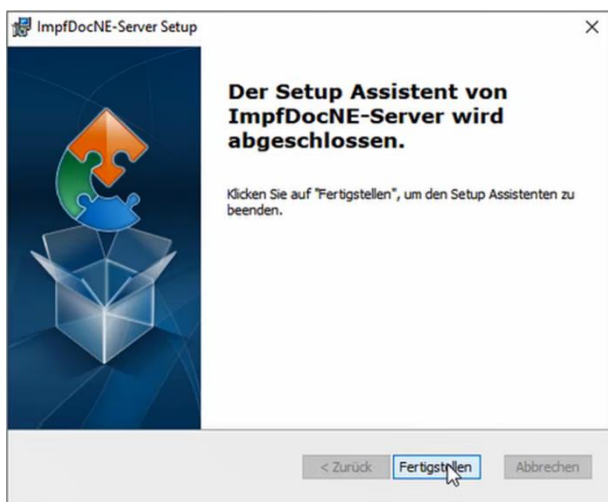 ImpfDocNE-Server Setup
Der Setup Assistent von
ImpfDocNE-Server wird
abgeschlossen.
Klicken Sie auf "Fertigstellen", um den Setup Assistenten zu
beenden.
< Zurück Fertigstellen Abbrechen